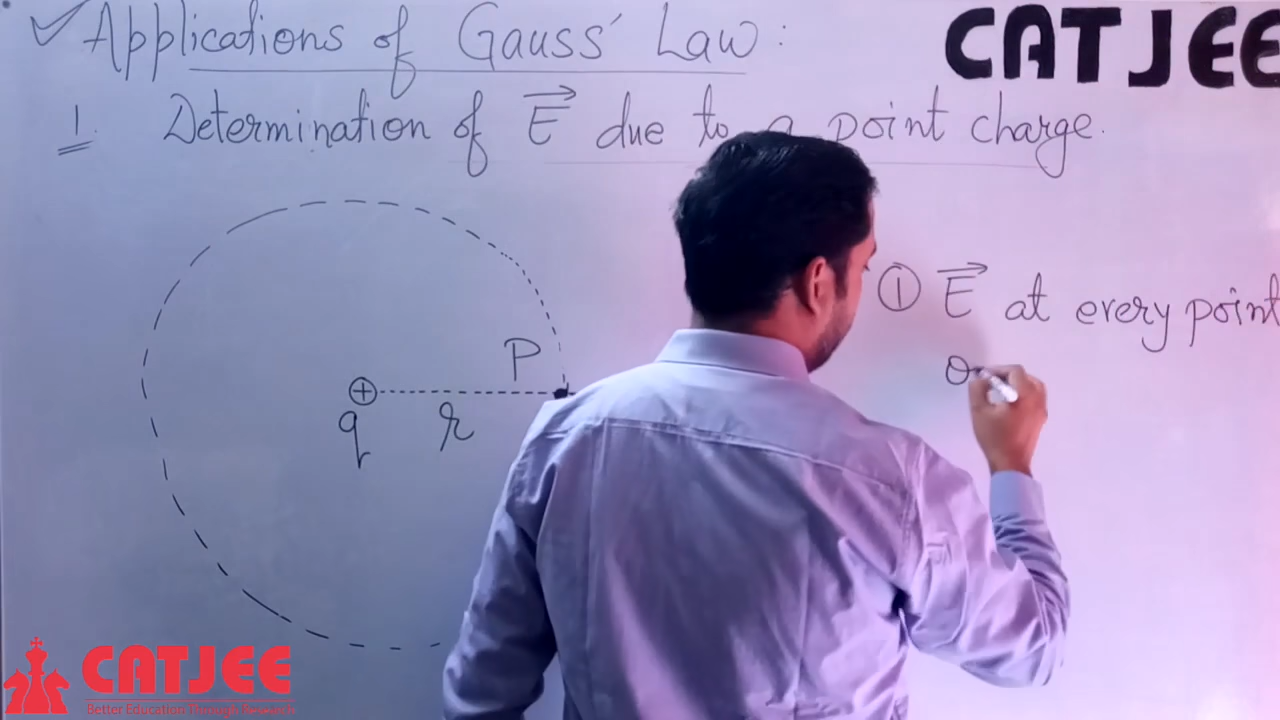 ✓ Applications of Gauss' Law :
CATJEE
1. Determination of E⃗ due to a point charge.
① E⃗ at every point
P
+
q r
CATJEE
Better Education Through Research